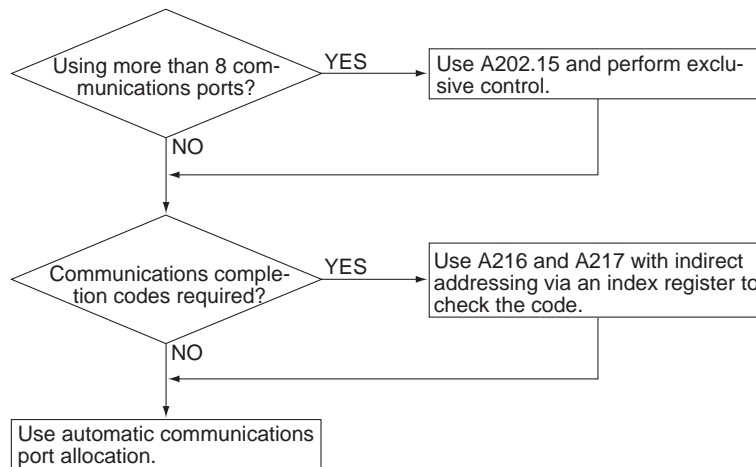 Using more than 8 com-
munications ports?
YES
Use A202.15 and perform exclu-
sive control.
NO
Communications comple-
tion codes required?
YES
Use A216 and A217 with indirect
addressing via an index register to
check the code.
NO
Use automatic communications
port allocation.